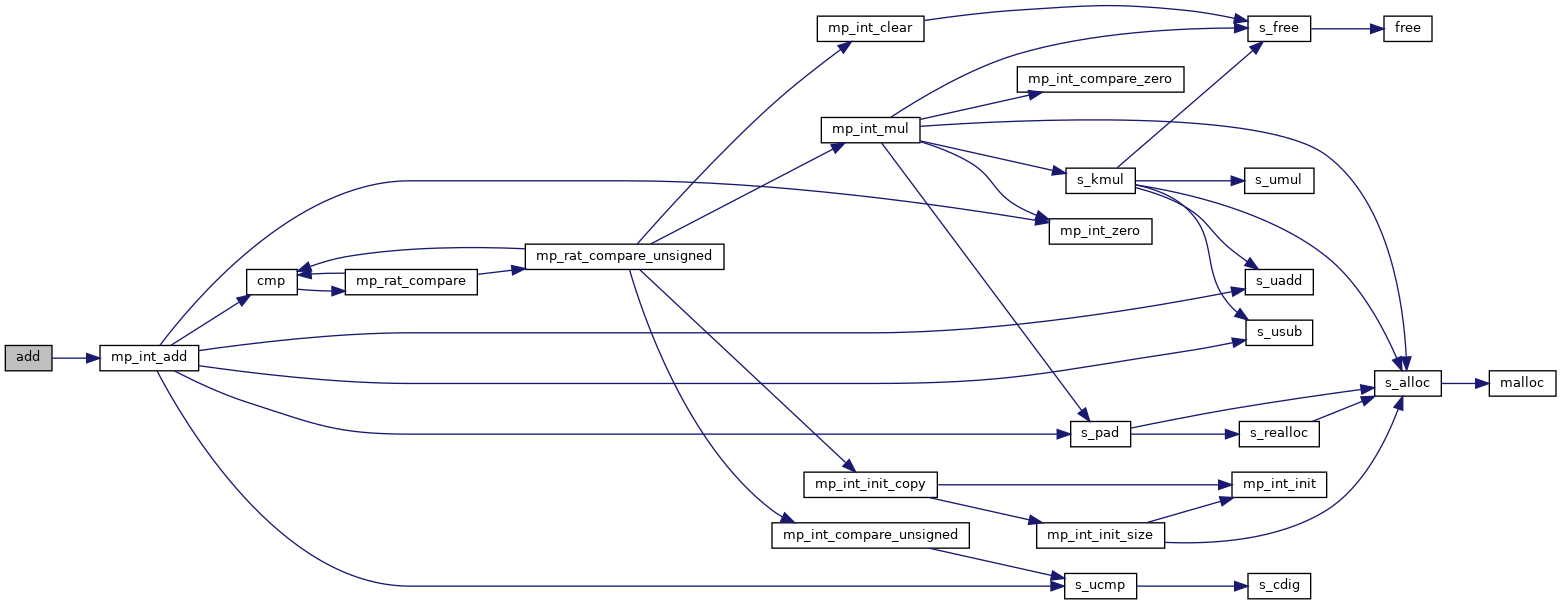 mp_int_clear
s_free
free
mp_int_compare_zero
mp_int_mul
s_kmul
s_umul
mp_int_zero
mp_rat_compare_unsigned
cmp
mp_rat_compare
s_uadd
s_usub
add
mp_int_add
s_alloc
malloc
s_pad
s_realloc
mp_int_init_copy
mp_int_init
mp_int_compare_unsigned
mp_int_init_size
s_ucmp
s_cdig